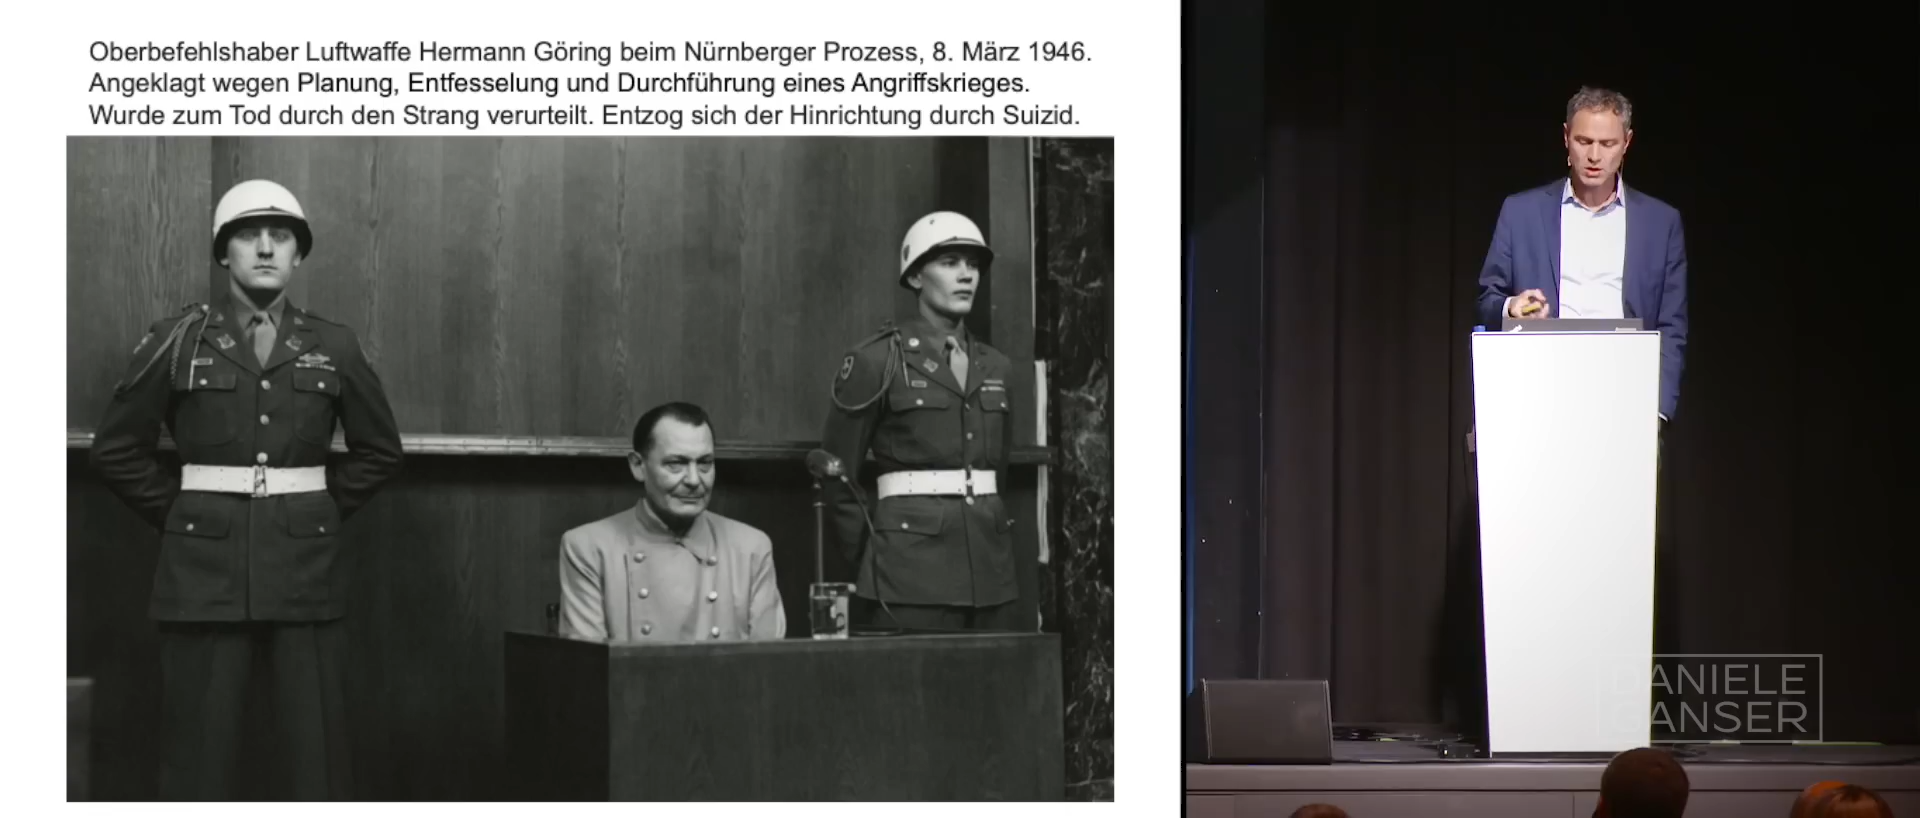 Oberbefehlshaber Luftwaffe Hermann Göring beim Nürnberger Prozess, 8. März 1946.
Angeklagt wegen Planung, Entfesselung und Durchführung eines Angriffskrieges.
Wurde zum Tod durch den Strang verurteilt. Entzog sich der Hinrichtung durch Suizid.
DANIELE
GANSER